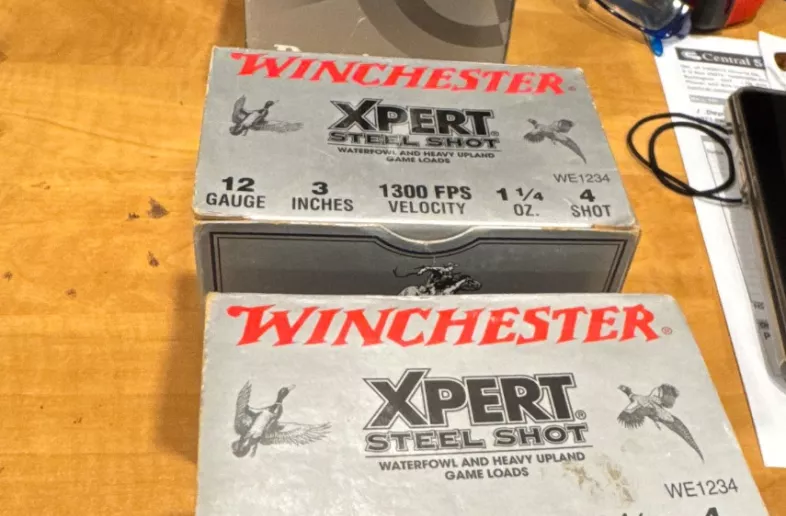 WINCHESTER®
XPERT®
STEEL SHOT
WATERFOWL AND HEAVY UPLAND
GAME LOADS
WE1234
12 GAUGE
3 INCHES
1300 FPS VELOCITY
1 1/4 OZ.
4 SHOT
Central S
WINCHESTER®
XPERT®
STEEL SHOT
WATERFOWL AND HEAVY UPLAND
GAME LOADS
WE1234
4